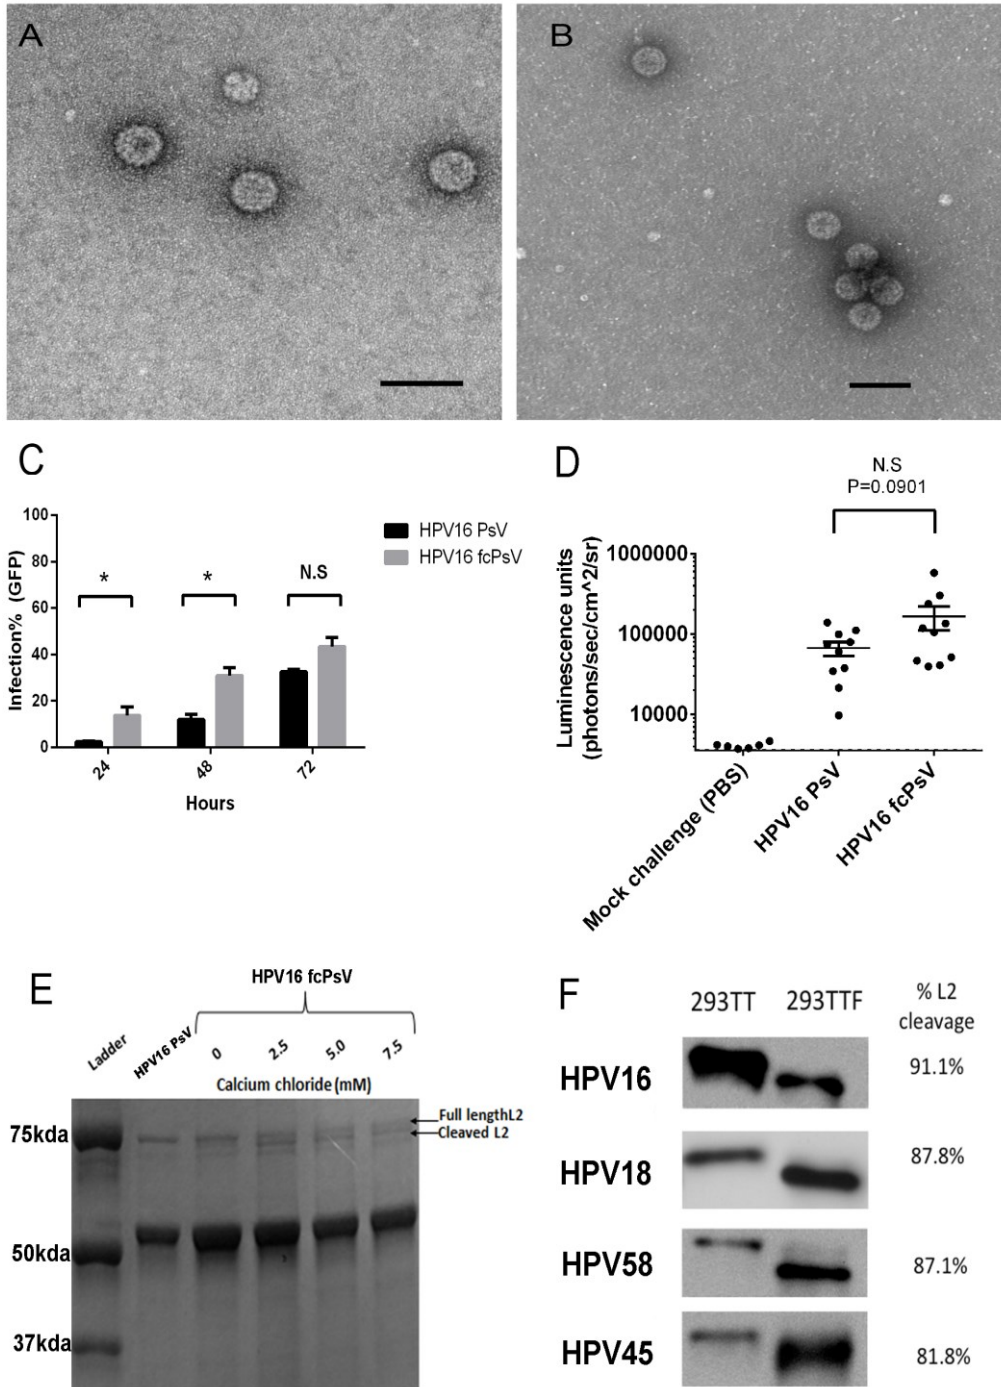 A
B
C
Infection% (GFP)
100
80
60
40
20
0
*
*
N.S
24
48
72
Hours
HPV16 PsV
HPV16 fcPsV
D
N.S
P=0.0901
Luminescence units
(photons/sec/cm^2/sr)
1000000
100000
10000
Mock challenge (PBS)
HPV16 PsV
HPV16 fcPsV
E
HPV16 fcPsV
Ladder
HPV16 PsV
0
2.5
5.0
7.5
Calcium chloride (mM)
Full lengthL2
Cleaved L2
75kda
50kda
37kda
F
293TT
293TTF
% L2
cleavage
HPV16
91.1%
HPV18
87.8%
HPV58
87.1%
HPV45
81.8%